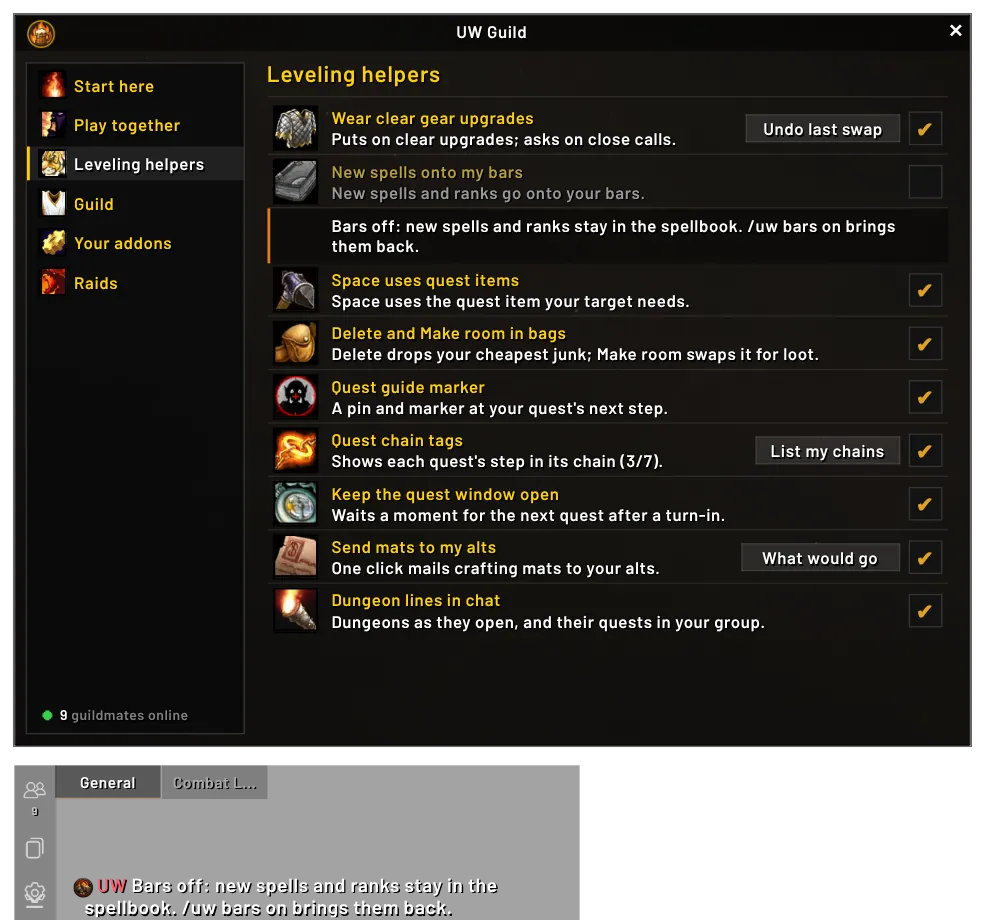 UW Guild
Start here
Play together
Leveling helpers
Guild
Your addons
Raids
9 guildmates online
Leveling helpers
Wear clear gear upgrades
Puts on clear upgrades; asks on close calls.
Undo last swap
New spells onto my bars
New spells and ranks go onto your bars.
Bars off: new spells and ranks stay in the spellbook. /uw bars on brings
them back.
Space uses quest items
Space uses the quest item your target needs.
Delete and Make room in bags
Delete drops your cheapest junk; Make room swaps it for loot.
Quest guide marker
A pin and marker at your quest's next step.
Quest chain tags
Shows each quest's step in its chain (3/7).
List my chains
Keep the quest window open
Waits a moment for the next quest after a turn-in.
Send mats to my alts
One click mails crafting mats to your alts.
What would go
Dungeon lines in chat
Dungeons as they open, and their quests in your group.
General
Combat L...
9
UW Bars off: new spells and ranks stay in the
spellbook. /uw bars on brings them back.